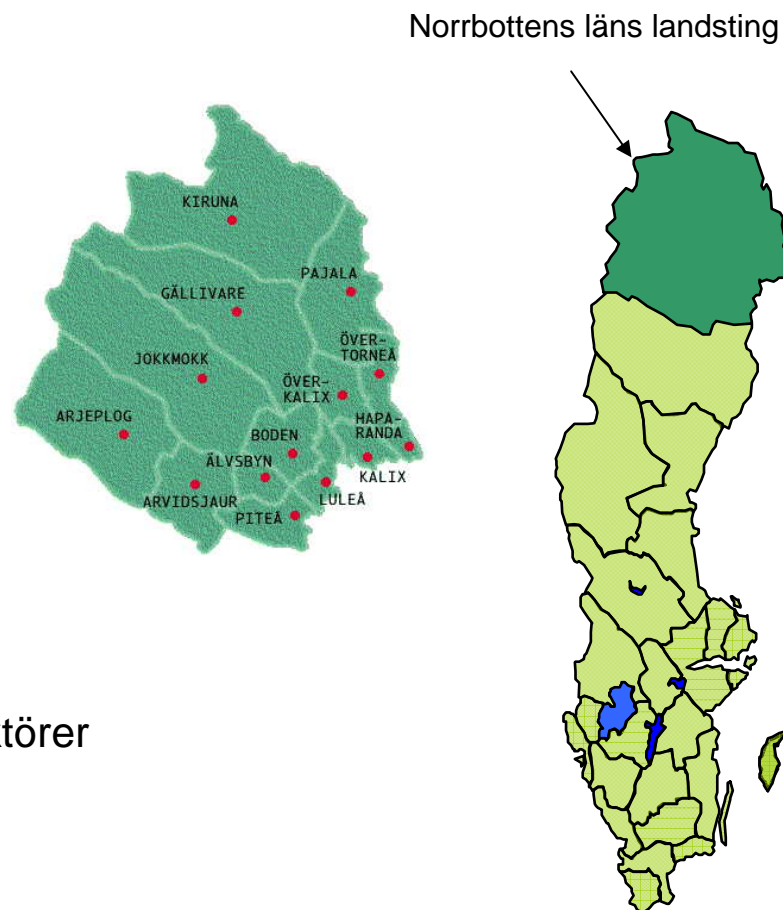 Norrbottens läns landsting
KIRUNA
PAJALA
GÄLLIVARE
ÖVER-
TORNEÅ
JOKKMOKK
ÖVER-
KALIX
ARJEPLOG
HAPA-
RANDA
BODEN
ÄLVSBYN
KALIX
ARVIDSJAUR
LULEÅ
PITEÅ
törer